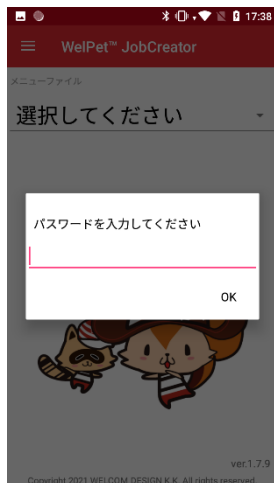 17:38
WelPet™ JobCreator
メニューファイル
選択してください
パスワードを入力してください
OK
ver.1.7.9
Copyright 2021 WELCOM DESIGN K.K. All rights reserved